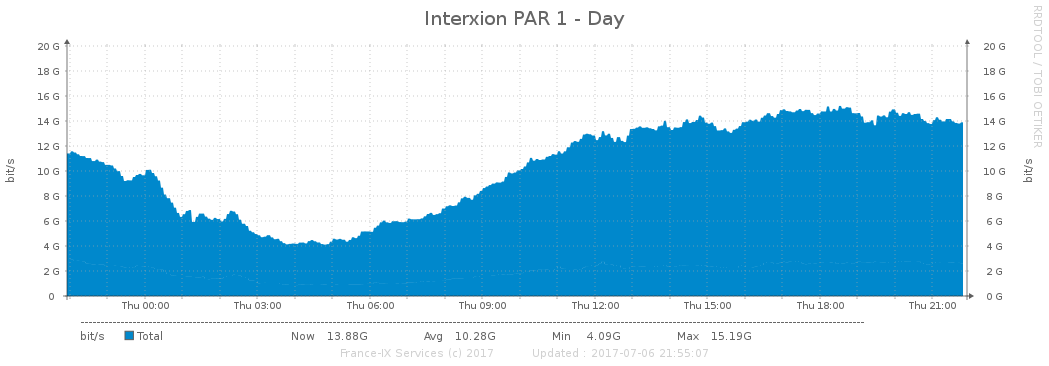 Interxion PAR 1 - Day
RRDTOOL / TOBI OETIKER
20 G 20 G
18 G 18 G
16 G 16 G
14 G 14 G
12 G 12 G
10 G 10 G
8 G 8 G
6 G 6 G
4 G 4 G
2 G 2 G
0 0 G
bit/s
bit/s
Thu 00:00 Thu 03:00 Thu 06:00 Thu 09:00 Thu 12:00 Thu 15:00 Thu 18:00 Thu 21:00
bit/s Total Now 13.88G Avg 10.28G Min 4.09G Max 15.19G
France-IX Services (c) 2017 Updated : 2017-07-06 21:55:07